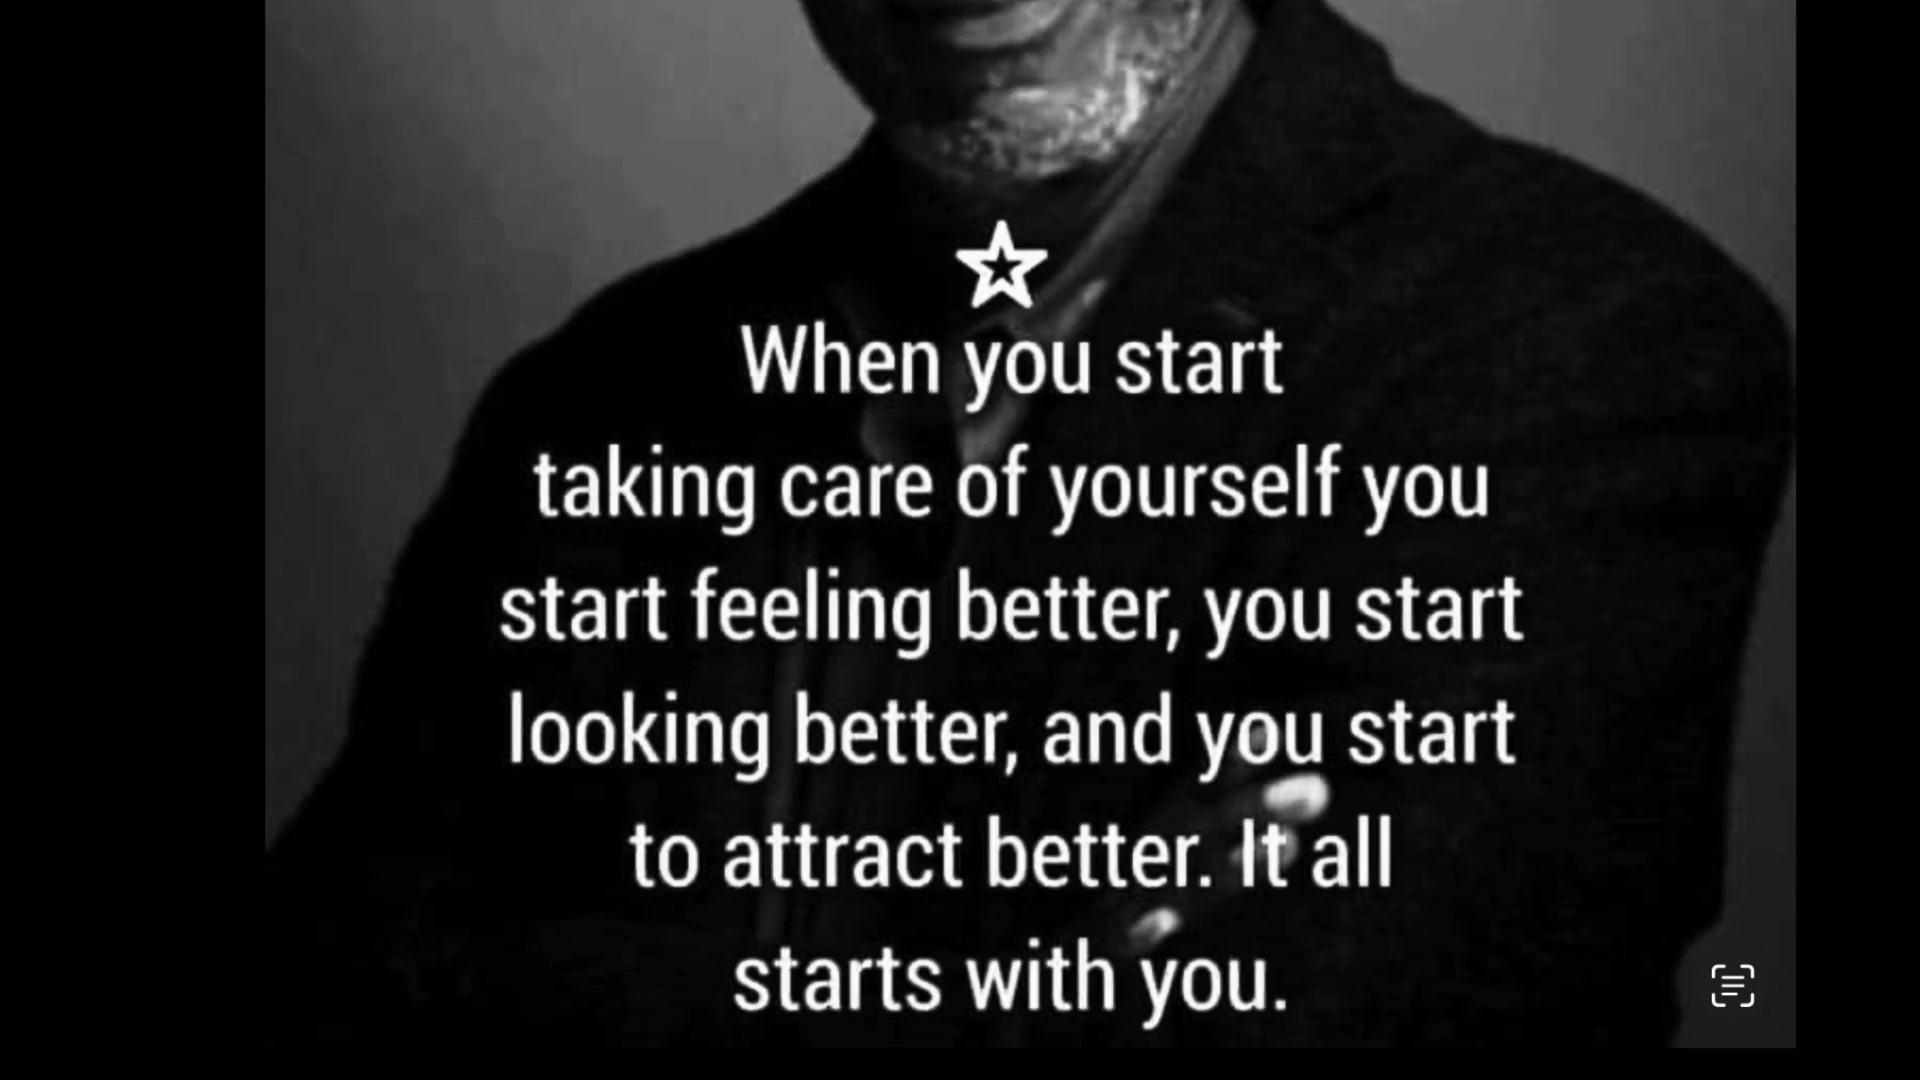 When you start
taking care of yourself you
start feeling better, you start
looking better, and you start
to attract better. It all
starts with you.